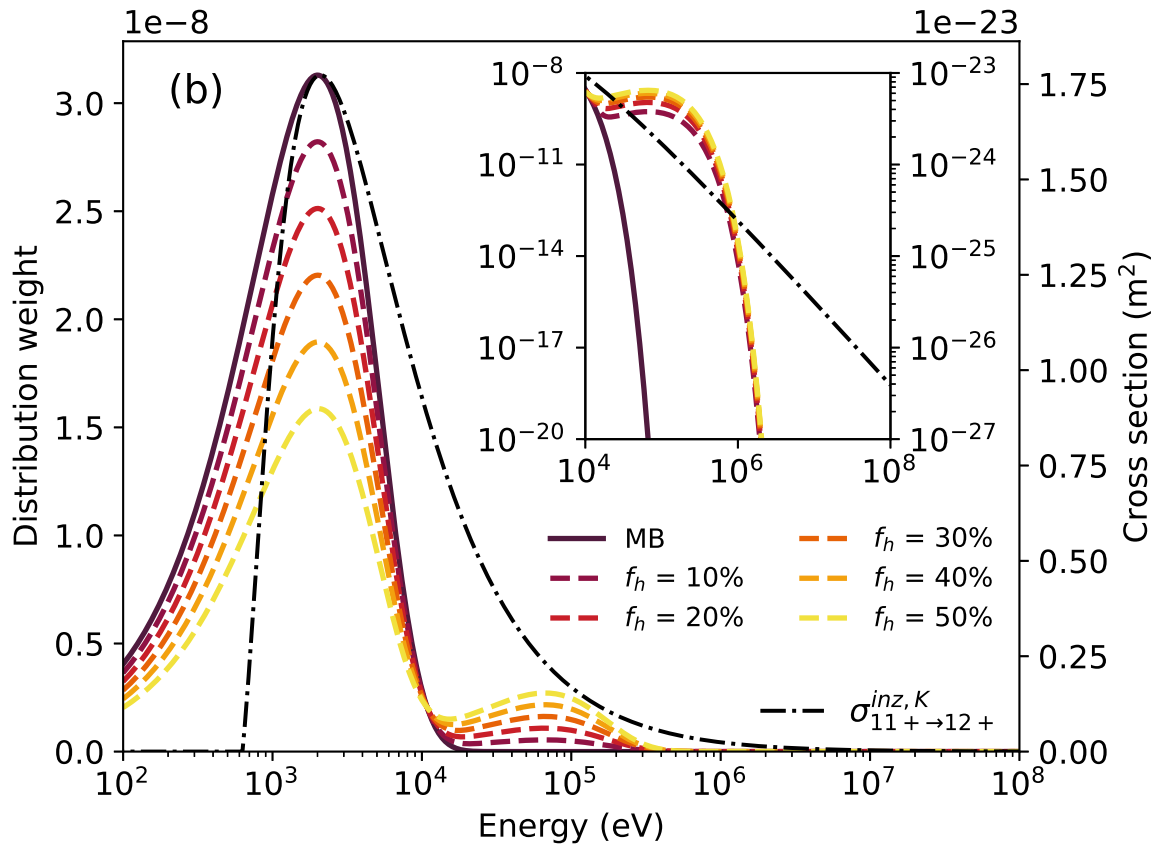 1e−8
1e−23
(b)
Distribution weight
3.0
2.5
2.0
1.5
1.0
0.5
0.0
10^2
10^3
10^4
10^5
10^6
10^7
10^8
Energy (eV)
1.75
1.50
1.25
1.00
0.75
0.50
0.25
0.00
Cross section (m^2)
10^−8
10^−11
10^−14
10^−17
10^−20
10^4
10^6
10^8
10^−23
10^−24
10^−25
10^−26
10^−27
MB
f_h = 10%
f_h = 20%
f_h = 30%
f_h = 40%
f_h = 50%
σ^{inz, K}_{11+→12+}